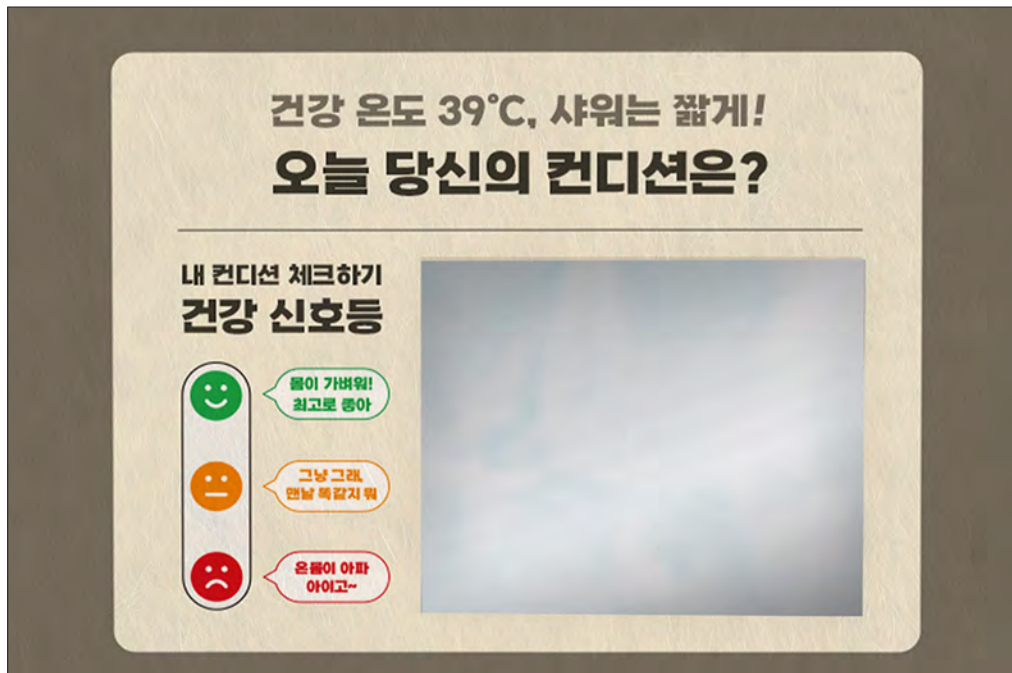 건강 온도 39℃, 샤워는 짧게!
오늘 당신의 컨디션은?
내 컨디션 체크하기
건강 신호등
몸이 가벼워!
최고로 좋아
그냥 그래,
맨날 똑같지 뭐
온몸이 아파
아이고~